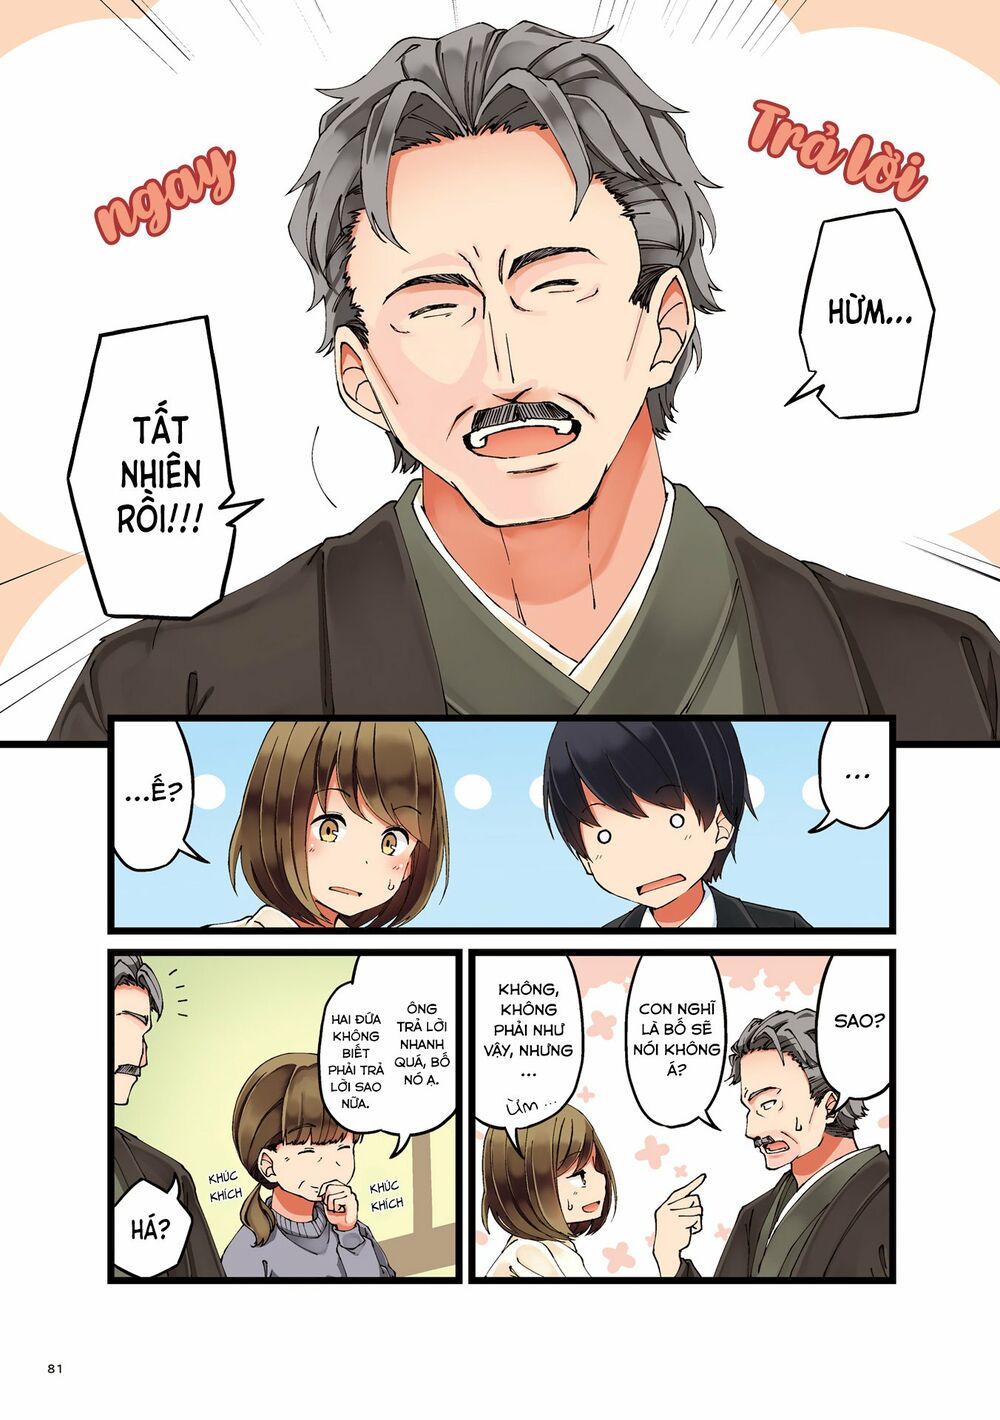 Trả lời
ngay
HỪM...
TẤT
NHIÊN
RỒI!!!
...
...Ế?
SAO?
CON NGHĨ
LÀ BỐ SẼ
NÓI KHÔNG
Á?
KHÔNG,
KHÔNG
PHẢI NHƯ
VẬY, NHƯNG
...
ỪM...
ÔNG
TRẢ LỜI
NHANH
QUÁ, BỐ
NÓ Ạ.
HAI ĐỨA
KHÔNG
BIẾT
PHẢI TRẢ
LỜI SAO
NỮA.
KHÚC
KHÍCH
KHÚC
KHÍCH
HÁ?
81